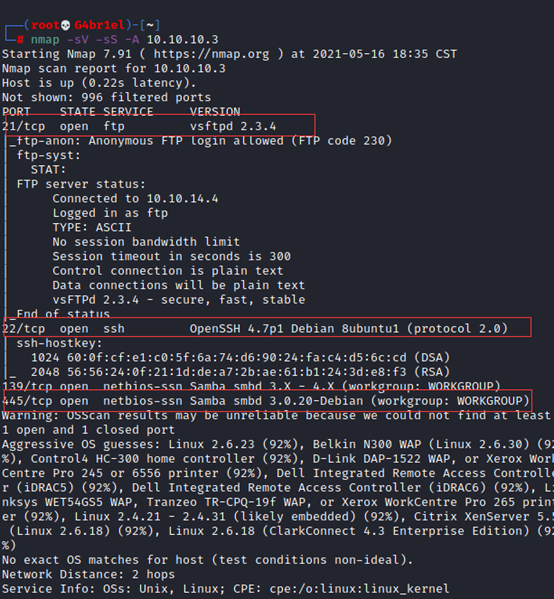 ┌──(root💀G4br1el)-[~]
└─# nmap -sV -sS -A 10.10.10.3
Starting Nmap 7.91 ( https://nmap.org ) at 2021-05-16 18:35 CST
Nmap scan report for 10.10.10.3
Host is up (0.22s latency).
Not shown: 996 filtered ports
PORT    STATE SERVICE     VERSION
21/tcp  open  ftp         vsftpd 2.3.4
|_ftp-anon: Anonymous FTP login allowed (FTP code 230)
| ftp-syst:
|   STAT:
| FTP server status:
|      Connected to 10.10.14.4
|      Logged in as ftp
|      TYPE: ASCII
|      No session bandwidth limit
|      Session timeout in seconds is 300
|      Control connection is plain text
|      Data connections will be plain text
|      vsFTPd 2.3.4 - secure, fast, stable
|_End of status
22/tcp  open  ssh         OpenSSH 4.7p1 Debian 8ubuntu1 (protocol 2.0)
| ssh-hostkey:
|   1024 60:0f:cf:e1:c0:5f:6a:74:d6:90:24:fa:c4:d5:6c:cd (DSA)
|_  2048 56:56:24:0f:21:1d:de:a7:2b:ae:61:b1:24:3d:e8:f3 (RSA)
139/tcp open  netbios-ssn Samba smbd 3.X - 4.X (workgroup: WORKGROUP)
445/tcp open  netbios-ssn Samba smbd 3.0.20-Debian (workgroup: WORKGROUP)
Warning: OSScan results may be unreliable because we could not find at least
1 open and 1 closed port
Aggressive OS guesses: Linux 2.6.23 (92%), Belkin N300 WAP (Linux 2.6.30) (92
%), Control4 HC-300 home controller (92%), D-Link DAP-1522 WAP, or Xerox Work
Centre Pro 245 or 6556 printer (92%), Dell Integrated Remote Access Controlle
r (iDRAC5) (92%), Dell Integrated Remote Access Controller (iDRAC6) (92%), Li
nksys WET54GS5 WAP, Tranzeo TR-CPQ-19f WAP, or Xerox WorkCentre Pro 265 print
er (92%), Linux 2.4.21 - 2.4.31 (likely embedded) (92%), Citrix XenServer 5.5
(Linux 2.6.18) (92%), Linux 2.6.18 (ClarkConnect 4.3 Enterprise Edition) (92
%)
No exact OS matches for host (test conditions non-ideal).
Network Distance: 2 hops
Service Info: OSs: Unix, Linux; CPE: cpe:/o:linux:linux_kernel